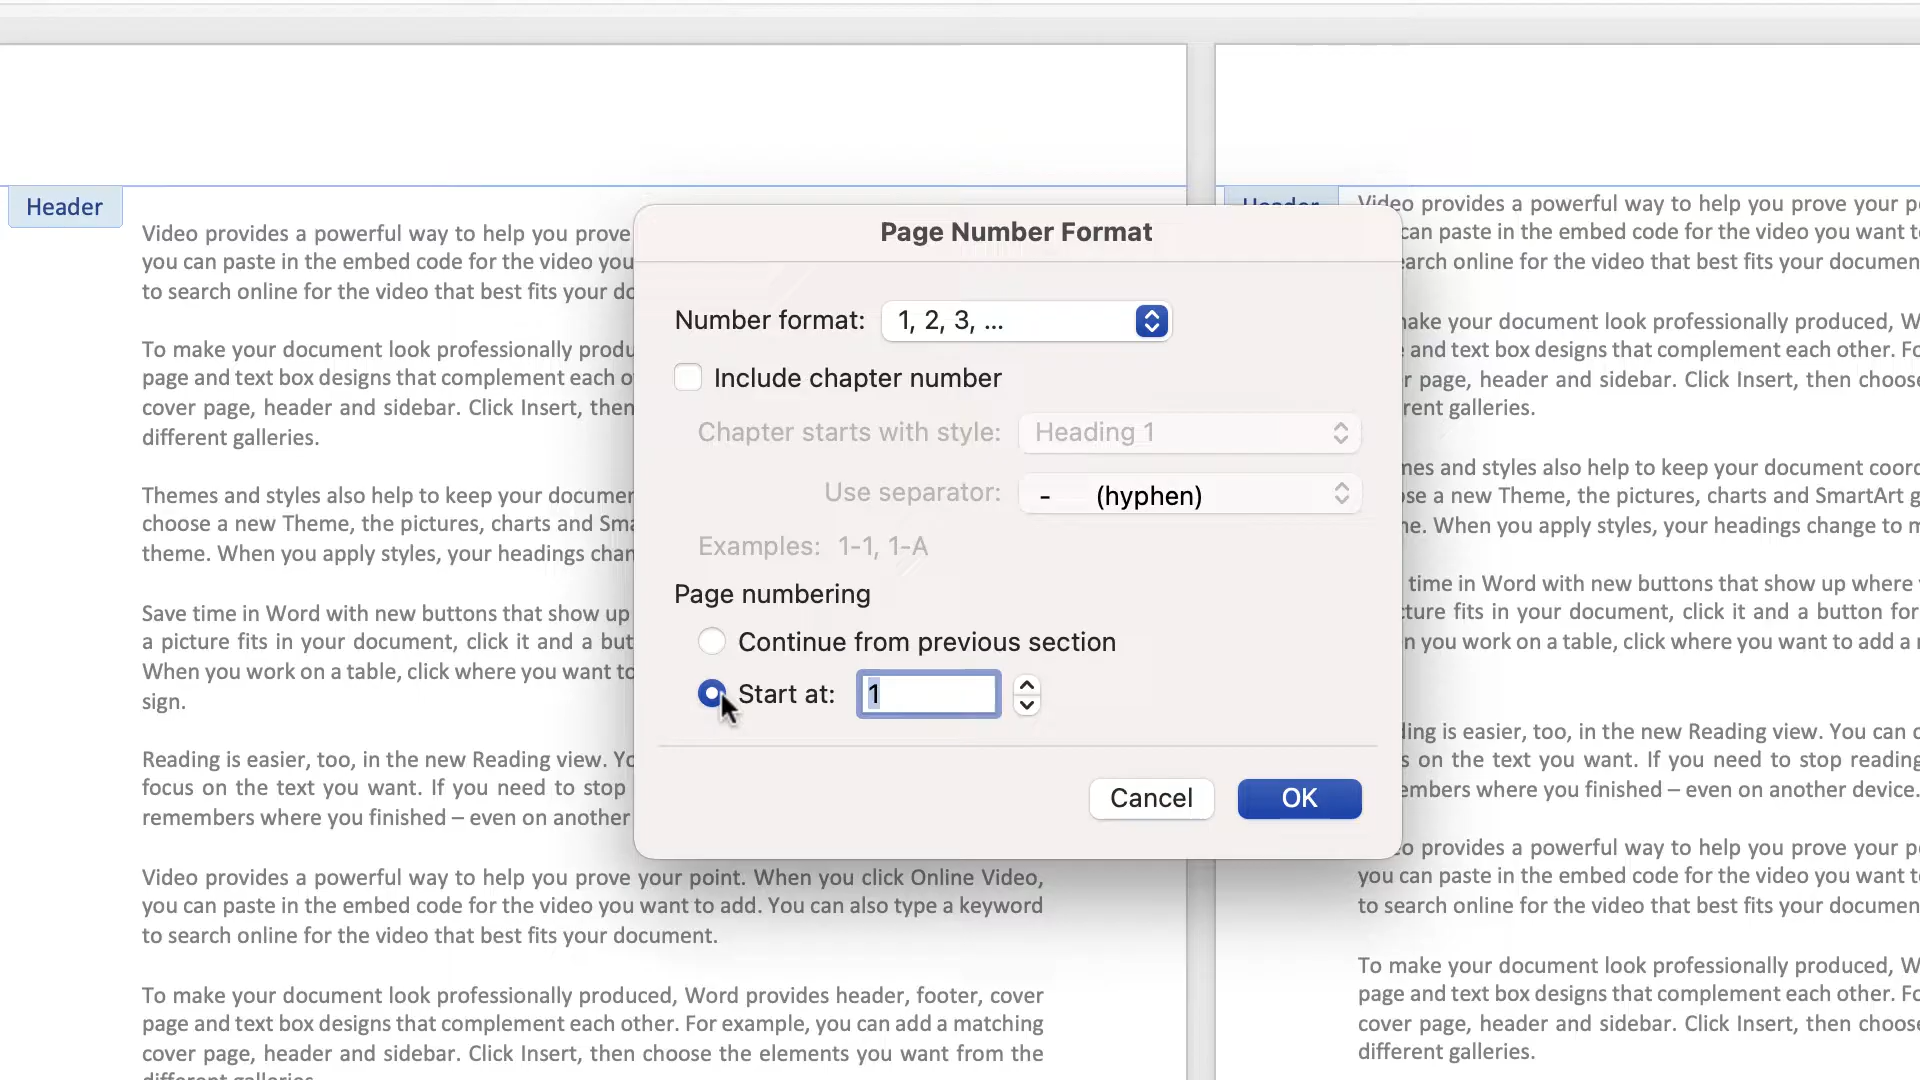 Header
Video provides a powerful way to help you prove
you can paste in the embed code for the video you
to search online for the video that best fits your do
To make your document look professionally produ
page and text box designs that complement each o
cover page, header and sidebar. Click Insert, then
different galleries.
Themes and styles also help to keep your documen
choose a new Theme, the pictures, charts and Sma
theme. When you apply styles, your headings chan
Save time in Word with new buttons that show up
a picture fits in your document, click it and a but
When you work on a table, click where you want to
sign.
Reading is easier, too, in the new Reading view. Yo
focus on the text you want. If you need to stop
remembers where you finished – even on another
Video provides a powerful way to help you prove your point. When you click Online Video,
you can paste in the embed code for the video you want to add. You can also type a keyword
to search online for the video that best fits your document.
To make your document look professionally produced, Word provides header, footer, cover
page and text box designs that complement each other. For example, you can add a matching
cover page, header and sidebar. Click Insert, then choose the elements you want from the
different galleries.
Page Number Format
Number format: 1, 2, 3, ...
Include chapter number
Chapter starts with style: Heading 1
Use separator: - (hyphen)
Examples: 1-1, 1-A
Page numbering
Continue from previous section
Start at: 1
Cancel OK
Header
Video provides a powerful way to help you prove your p
can paste in the embed code for the video you want t
earch online for the video that best fits your documen
ake your document look professionally produced, W
and text box designs that complement each other. Fo
r page, header and sidebar. Click Insert, then choose
rent galleries.
mes and styles also help to keep your document coord
ose a new Theme, the pictures, charts and SmartArt g
ne. When you apply styles, your headings change to m
time in Word with new buttons that show up where
cture fits in your document, click it and a button for
n you work on a table, click where you want to add a
ding is easier, too, in the new Reading view. You can c
s on the text you want. If you need to stop reading
embers where you finished – even on another device.
o provides a powerful way to help you prove your p
you can paste in the embed code for the video you want t
to search online for the video that best fits your documen
To make your document look professionally produced, W
page and text box designs that complement each other. Fo
cover page, header and sidebar. Click Insert, then choose
different galleries.